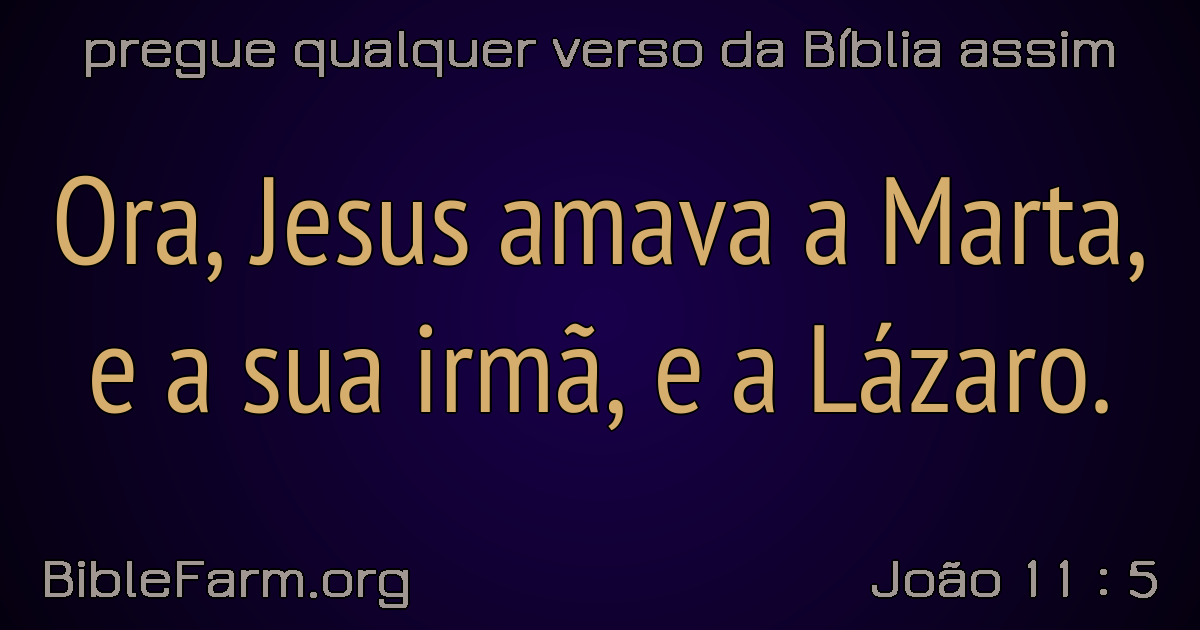 pregue qualquer verso da Bíblia assim
Ora, Jesus amava a Marta,
e a sua irmã, e a Lázaro.
BibleFarm.org
João 11 : 5